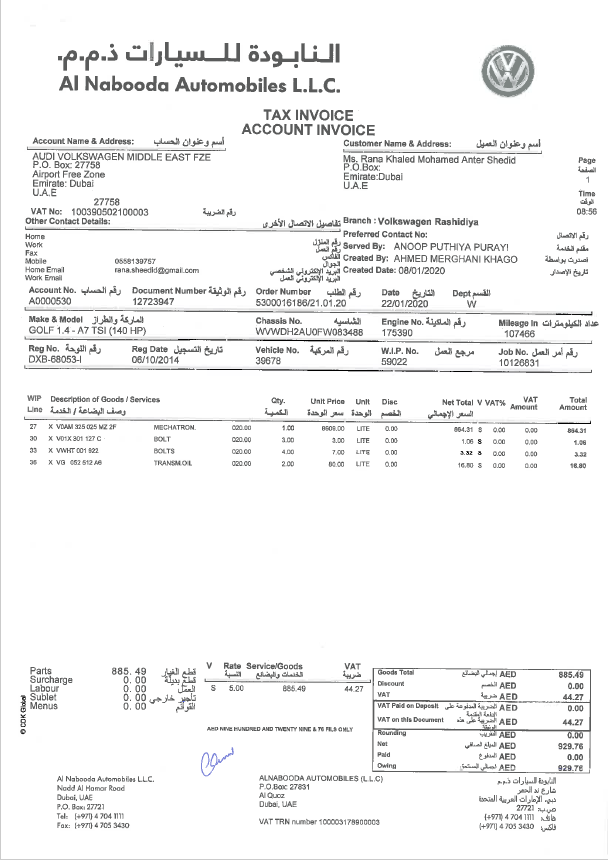 النابودة للسيارات ذ.م.م.
Al Nabooda Automobiles L.L.C.
TAX INVOICE
ACCOUNT INVOICE
Account Name & Address: أسم و عنوان الحساب
AUDI VOLKSWAGEN MIDDLE EAST FZE
P.O. Box: 27758
Airport Free Zone
Emirate: Dubai
U.A.E
27758
VAT No: 100390502100003 رقم الضريبة
Customer Name & Address: أسم وعنوان العميل
Ms. Rana Khaled Mohamed Anter Shedid
P.O.Box:
Emirate:Dubai
U.A.E
Page
الصفحة
1
Time
الوقت
08:56
Other Contact Details: تفاصيل الاتصال الأخرى
Home
Work رقم المنزل
Fax رقم العمل
Mobile 0558139757
Home Email rana.sheedid@gmail.com البريد الإلكتروني الشخصي
Work Email البريد الإلكتروني العمل
Branch : Volkswagen Rashidiya
Preferred Contact No: رقم الاتصال
Served By: ANOOP PUTHIYA PURAY! مقدم الخدمة
Created By: AHMED MERGHANI KHAGO أصدرت بواسطة
Created Date: 08/01/2020 تاريخ الإصدار
Account No. رقم الحساب Document Number رقم الوثيقة Order Number رقم الطلب Date التاريخ Dept القسم
A0000530 12723947 5300016186/21.01.20 22/01/2020 W
Make & Model الماركة والطراز Chassis No. الشاسيه Engine No. رقم الماكينة Mileage In عداد الكيلومترات
GOLF 1.4 - A7 TSI (140 HP) WVWDH2AU0FW083488 175390 107466
Reg No. رقم اللوحة Reg Date تاريخ التسجيل Vehicle No. رقم المركبة W.I.P No. مرجع العمل Job No. رقم أمر العمل
DXB-68053-I 06/10/2014 39678 59022 10126831
WIP Description of Goods / Services Qty. Unit Price Unit Disc Net Total V VAT% VAT Total
Line وصف البضاعة / الخدمة الكمية سعر الوحدة الوحدة الخصم السعر الإجمالي Amount Amount
27 X V0AM 325 025 MZ 2F MECHATRON. 020.00 1.00 8609.00 LITE 0.00 864.31 S 0.00 0.00 864.31
30 X V01X 301 127 C BOLT 020.00 3.00 3.00 LITE 0.00 1.06 S 0.00 0.00 1.06
33 X VWHT 001 922 BOLTS 020.00 4.00 7.00 LITE 0.00 3.32 S 0.00 0.00 3.32
36 X VG 052 512 A6 TRANSM.OIL 020.00 2.00 80.00 LITE 0.00 16.80 S 0.00 0.00 16.80
Parts 885.49 قطع الغيار
Surcharge 0.00 قطع بديلة
Labour 0.00 العمل
Sublet 0.00 تأجير خارجي
Menus 0.00 القوائم
V Rate Service/Goods VAT
النسبة الخدمات والبضائع ضريبة
S 5.00 885.49 44.27
AED NINE HUNDRED AND TWENTY NINE & 76 FILS ONLY
Goods Total إجمالي البضائع AED 885.49
Discount الخصم AED 0.00
VAT ضريبة AED 44.27
VAT Paid on Deposit الضريبة المدفوعة على AED 0.00
VAT on this Document الضريبة على هذه AED 44.27
Rounding التقريب AED 0.00
Net المبلغ الصافي AED 929.76
Paid المدفوع AED 0.00
Owing إجمالي المستحق AED 929.76
© CDK Global
Al Nabooda Automobiles L.L.C.
Nadd Al Hamar Road
Dubai, UAE
P.O. Box: 27721
Tel: (+971) 4 704 1111
Fax: (+971) 4 705 3430
ALNABOODA AUTOMOBILES (L.L.C)
P.O.Box: 27831
Al Quoz
Dubai, UAE
VAT TRN number 100003178900003
النابودة للسيارات ذ.م.م
شارع ند الحمر
دبي، الإمارات العربية المتحدة
ص.ب: 27721
هاتف: (+971) 4 704 1111
فاكس: (+971) 4 705 3430